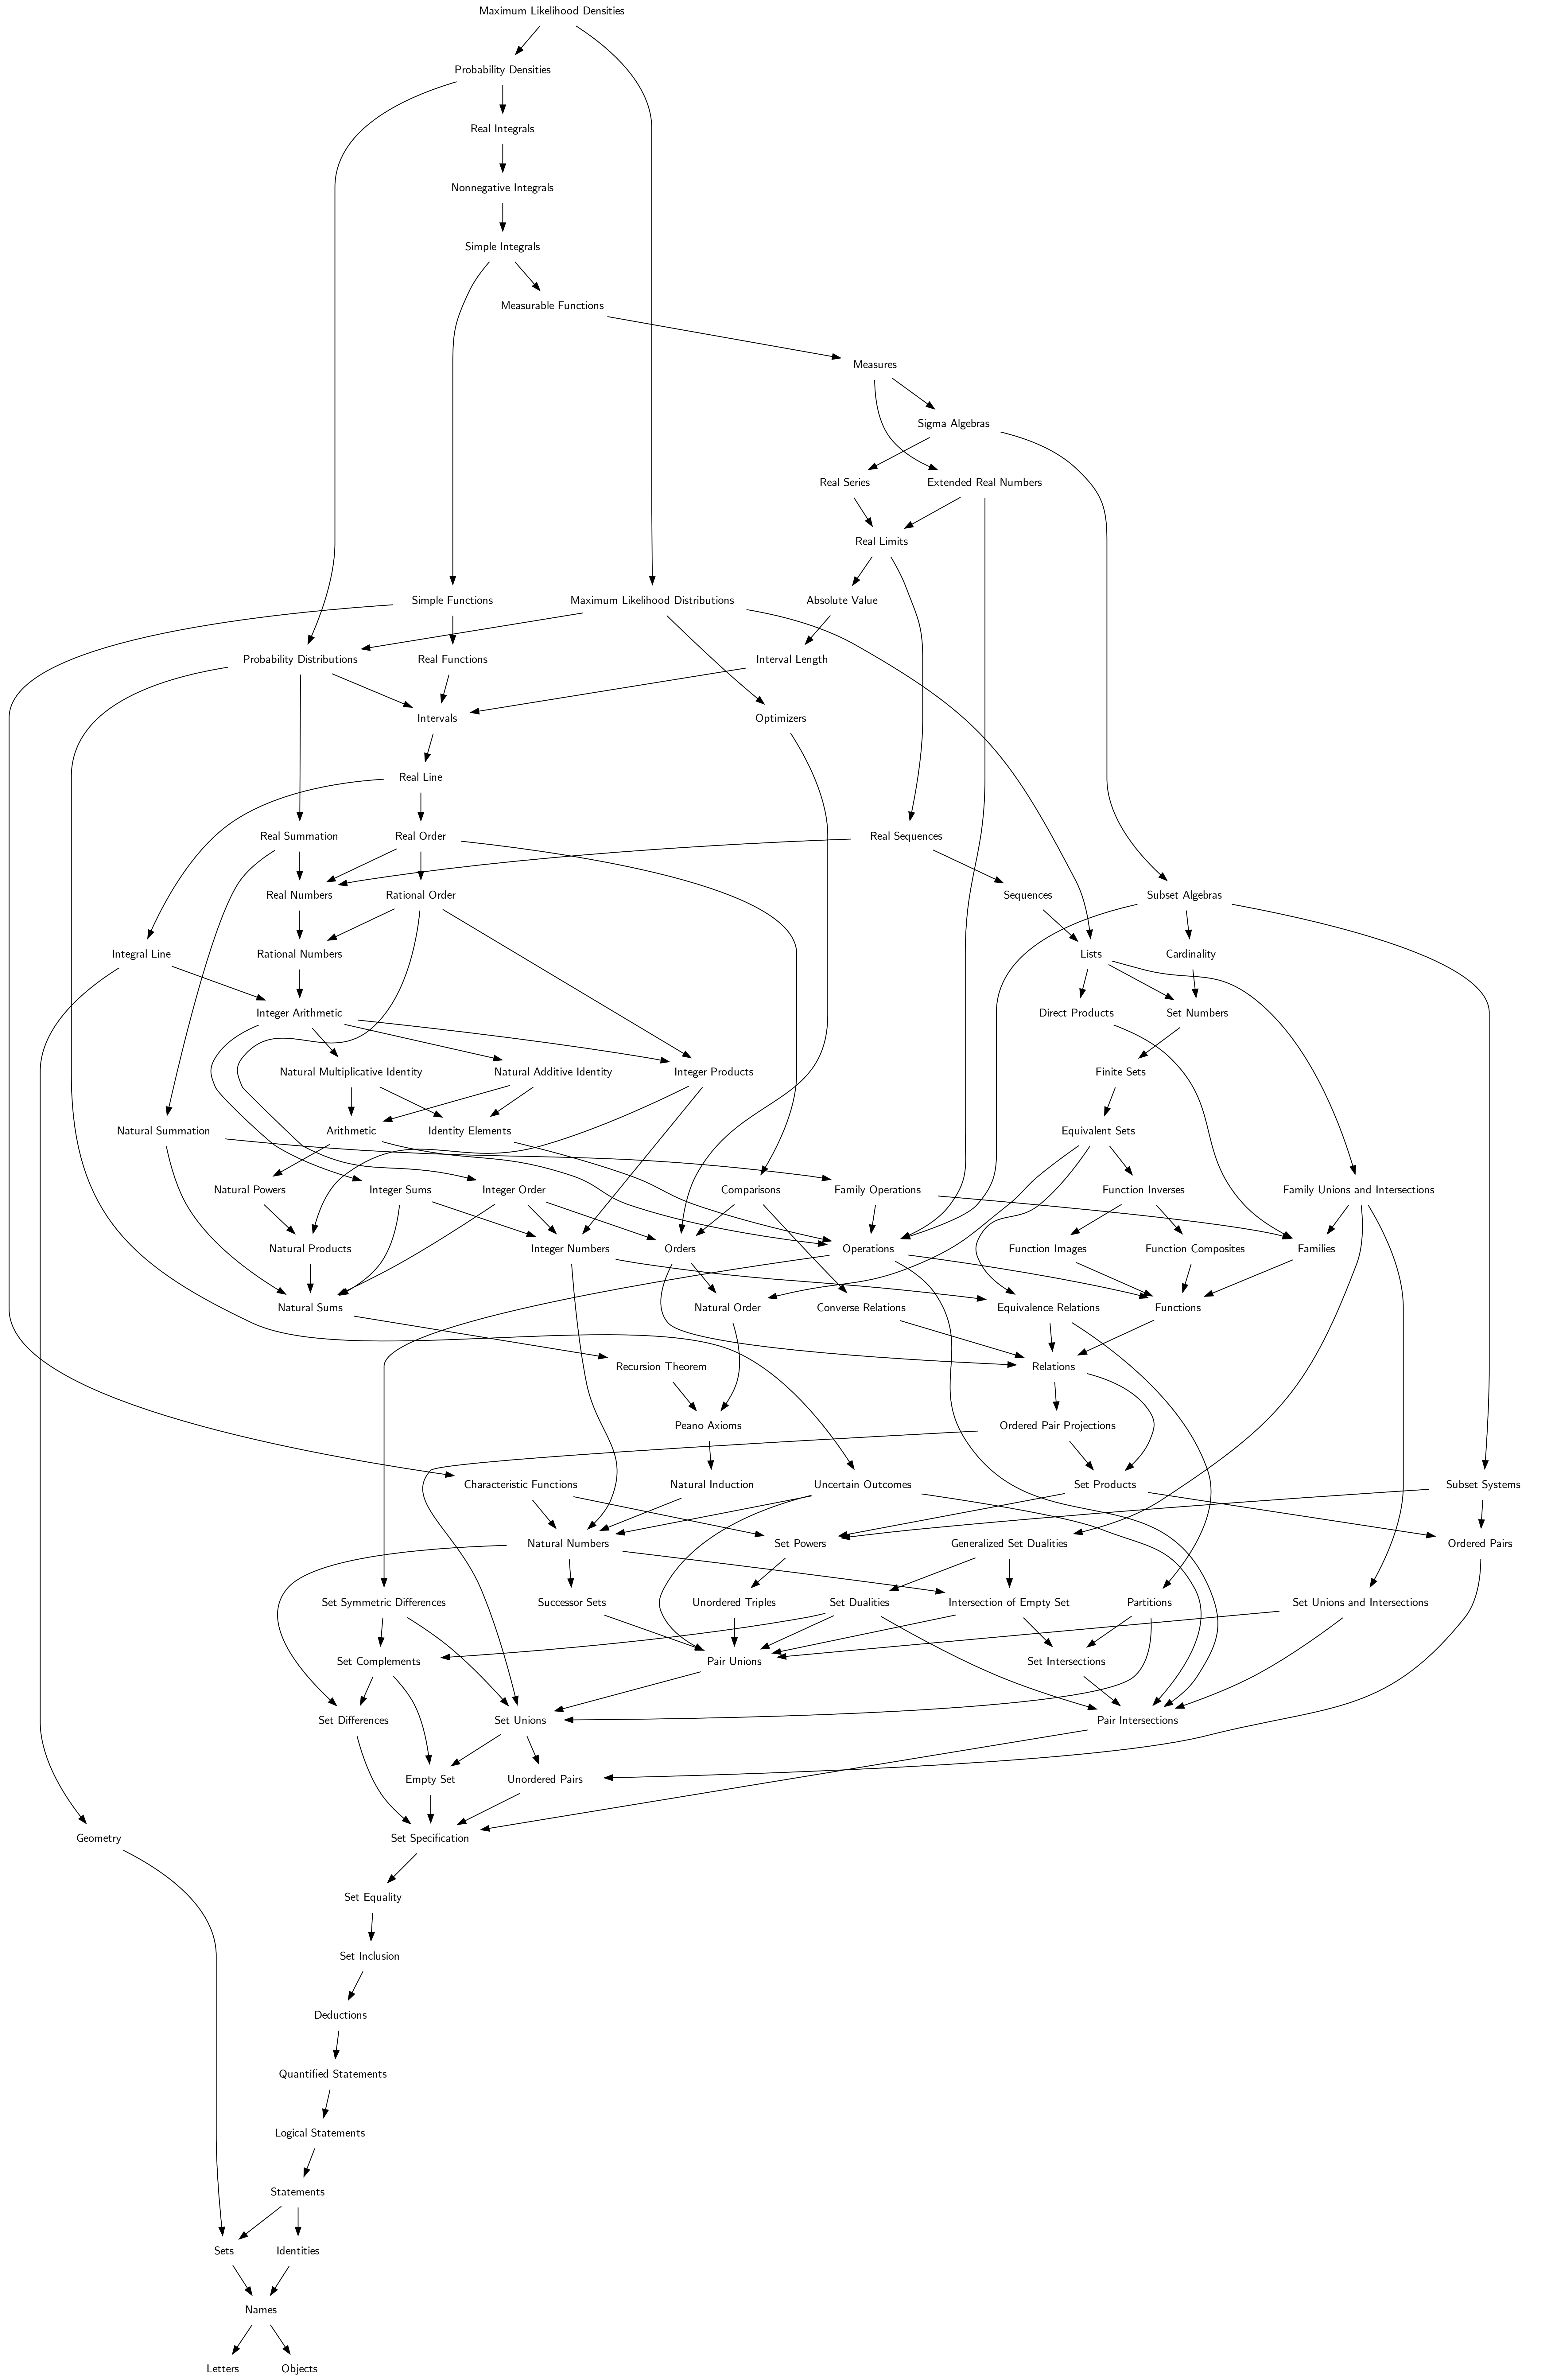 Maximum Likelihood Densities
Probability Densities
Real Integrals
Nonnegative Integrals
Simple Integrals
Measurable Functions
Measures
Sigma Algebras
Real Series
Extended Real Numbers
Real Limits
Simple Functions
Maximum Likelihood Distributions
Absolute Value
Probability Distributions
Real Functions
Interval Length
Intervals
Optimizers
Real Line
Real Summation
Real Order
Real Sequences
Real Numbers
Rational Order
Sequences
Subset Algebras
Integral Line
Rational Numbers
Lists
Cardinality
Integer Arithmetic
Direct Products
Set Numbers
Natural Multiplicative Identity
Natural Additive Identity
Integer Products
Finite Sets
Natural Summation
Arithmetic
Identity Elements
Equivalent Sets
Natural Powers
Integer Sums
Integer Order
Comparisons
Family Operations
Function Inverses
Family Unions and Intersections
Natural Products
Integer Numbers
Orders
Operations
Function Images
Function Composites
Families
Natural Sums
Natural Order
Converse Relations
Equivalence Relations
Functions
Recursion Theorem
Relations
Peano Axioms
Ordered Pair Projections
Characteristic Functions
Natural Induction
Uncertain Outcomes
Set Products
Subset Systems
Natural Numbers
Set Powers
Generalized Set Dualities
Ordered Pairs
Set Symmetric Differences
Successor Sets
Unordered Triples
Set Dualities
Intersection of Empty Set
Partitions
Set Unions and Intersections
Set Complements
Pair Unions
Set Intersections
Set Differences
Set Unions
Pair Intersections
Empty Set
Unordered Pairs
Geometry
Set Specification
Set Equality
Set Inclusion
Deductions
Quantified Statements
Logical Statements
Statements
Sets
Identities
Names
Letters
Objects